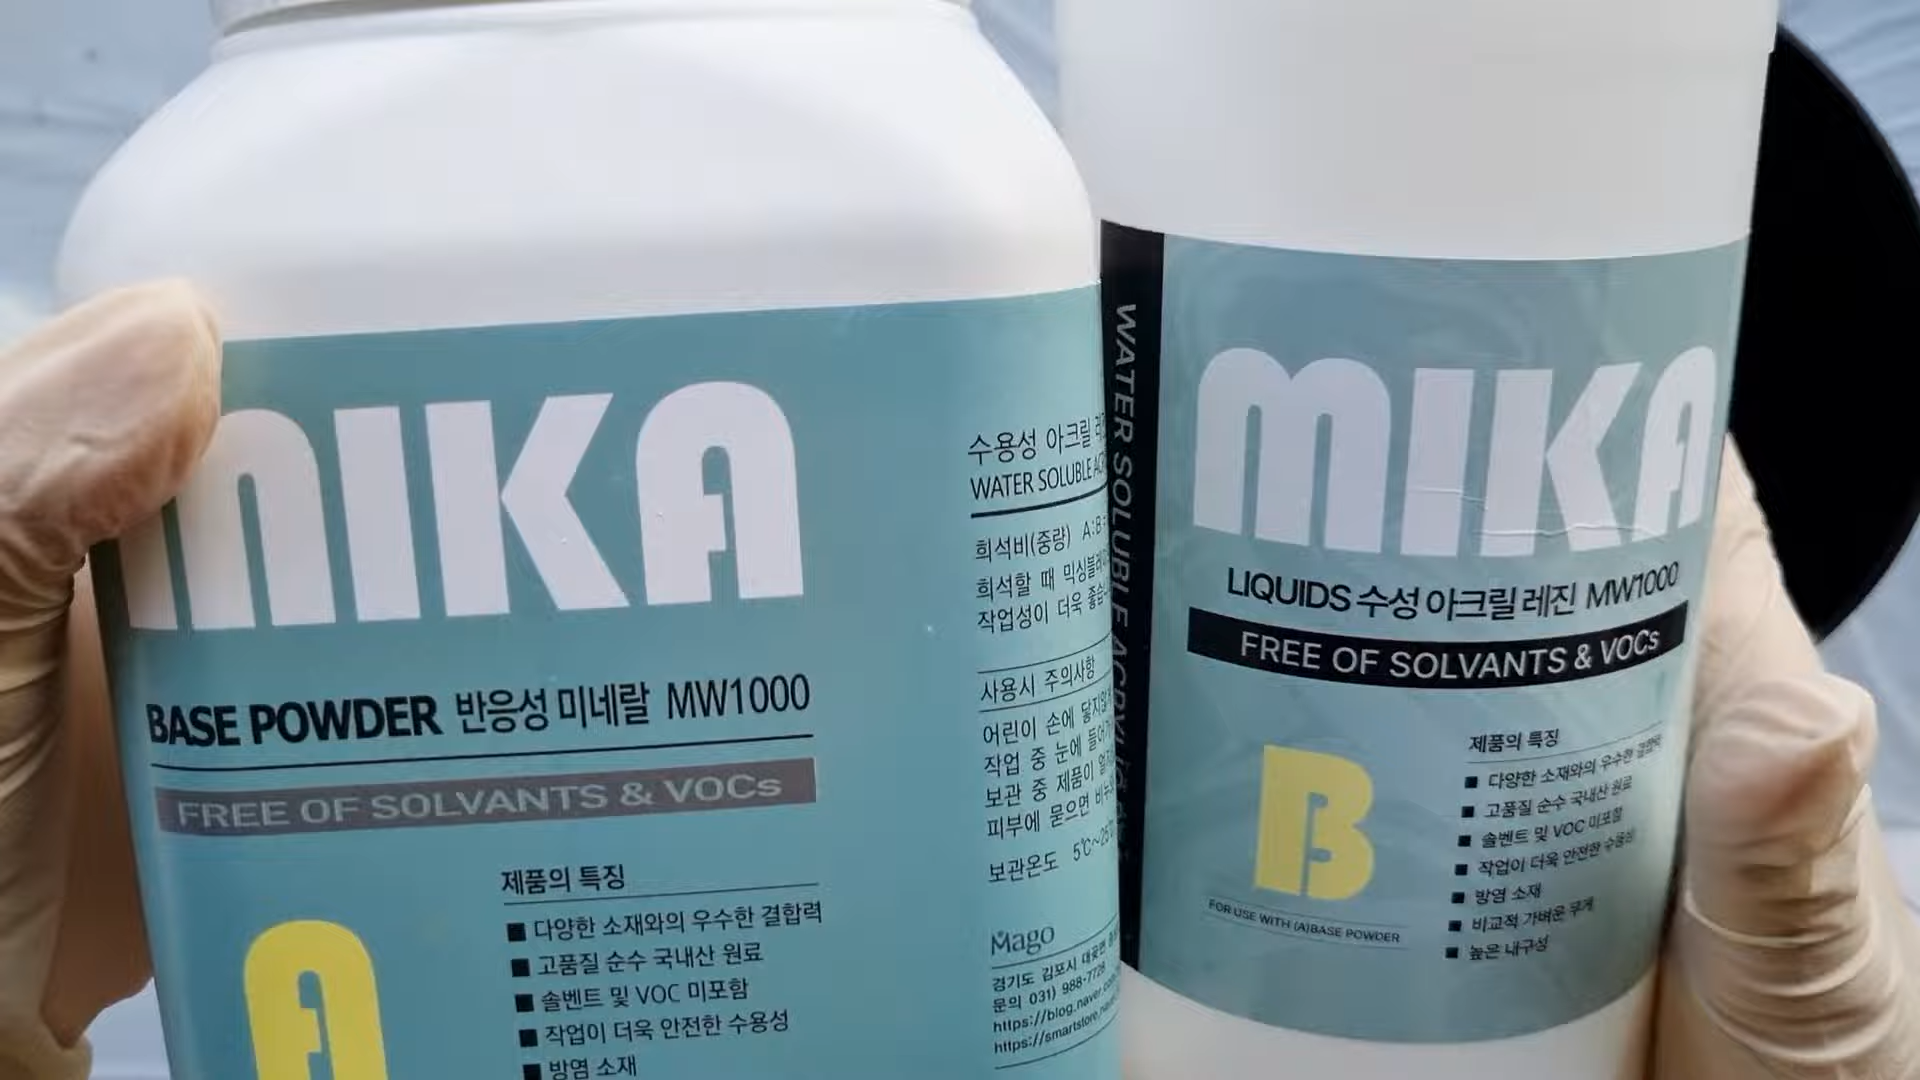 MIKA
BASE POWDER 반응성 미네랄 MW1000
FREE OF SOLVANTS & VOCs
A
제품의 특징
■ 다양한 소재와의 우수한 결합력
■ 고품질 순수 국내산 원료
■ 솔벤트 및 VOC 미포함
■ 작업이 더욱 안전한 수용성
■ 방염 소재
수용성 아크릴
WATER SOLUBLE
희석비(중량) A:B
희석할 때
작업성이 더욱
사용시 주의사항
어린이 손에
작업 중 눈에
보관 중 제품이
피부에 묻으면
보관온도 5℃~
Mago
경기도 김포시 대곶면
문의 031) 988-7728
https://blog.naver.
https://smartstore.
WATER SOLUBLE
MIKA
LIQUIDS 수성 아크릴 레진 MW1000
FREE OF SOLVANTS & VOCs
B
FOR USE WITH (A)BASE POWDER
제품의 특징
■ 다양한 소재와의 우수한 결합력
■ 고품질 순수 국내산 원료
■ 솔벤트 및 VOC 미포함
■ 작업이 더욱 안전한 수용성
■ 방염 소재
■ 비교적 가벼운 무게
■ 높은 내구성